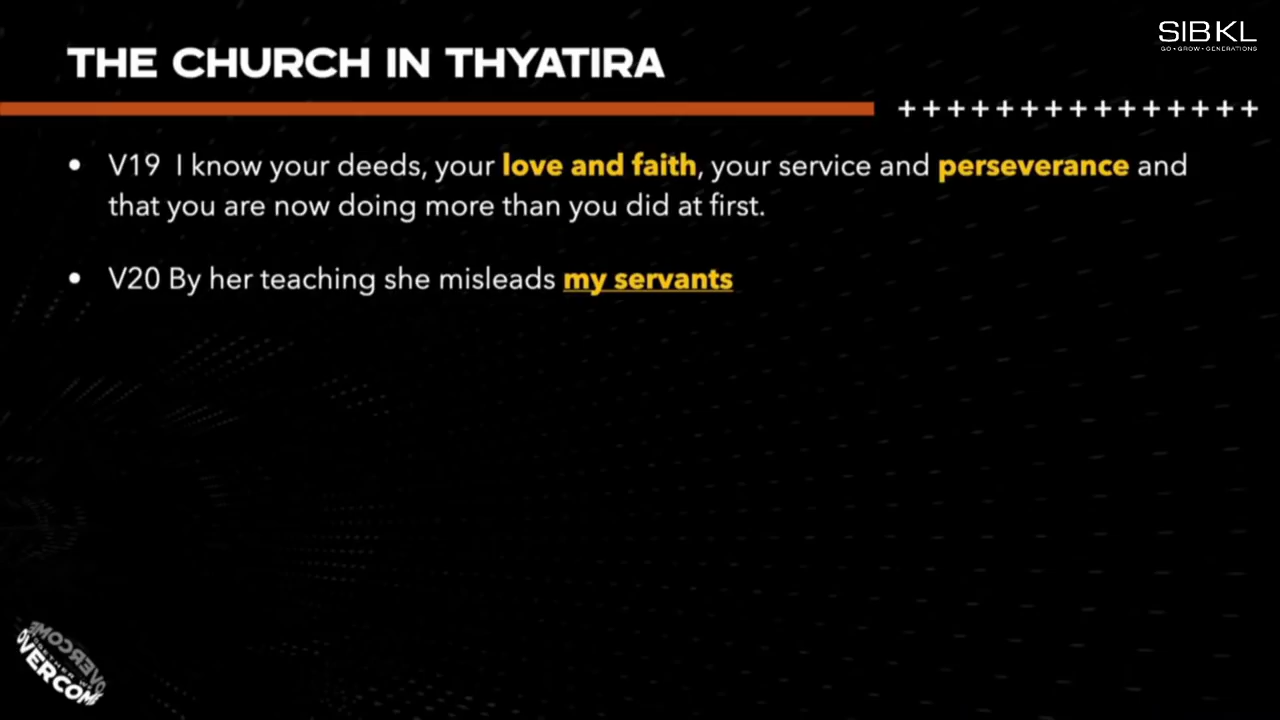 SIBKL
GO • GROW • GENERATIONS
THE CHURCH IN THYATIRA
+++++++++++++++
• V19 I know your deeds, your love and faith, your service and perseverance and
that you are now doing more than you did at first.
• V20 By her teaching she misleads my servants
OVERCOME
OVERCOME